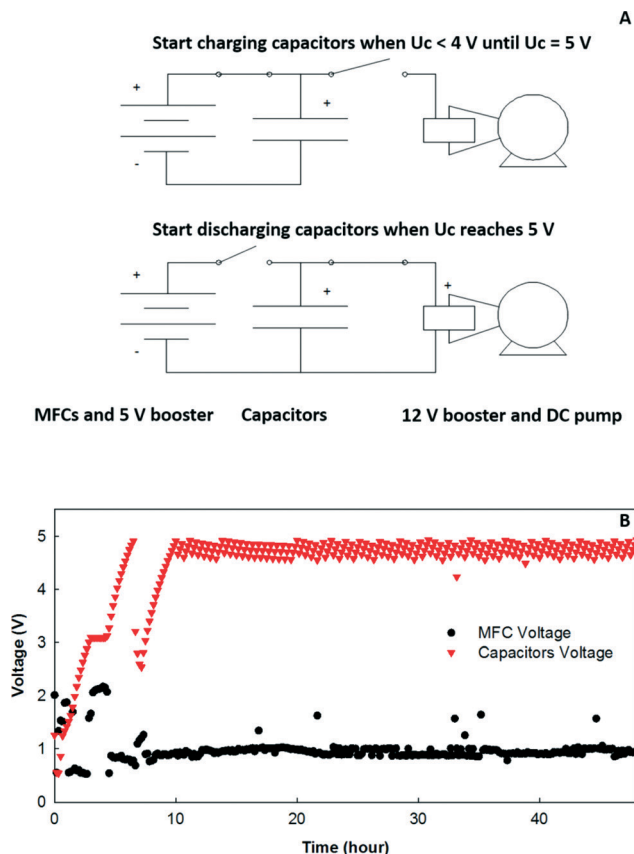 A
Start charging capacitors when Uc < 4 V until Uc = 5 V
+
+
-
Start discharging capacitors when Uc reaches 5 V
+
+
+
-
MFCs and 5 V booster Capacitors 12 V booster and DC pump
B
5
4
3
2
1
0
Voltage (V)
MFC Voltage
Capacitors Voltage
0 10 20 30 40
Time (hour)